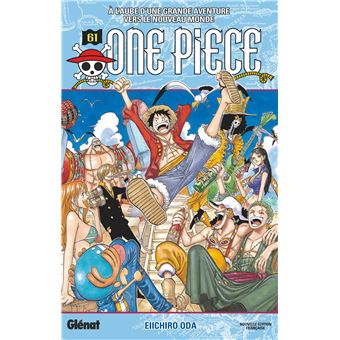 À L'AUBE D'UNE GRANDE AVENTURE
VERS LE NOUVEAU MONDE
61
ONE PIECE
Glénat
EIICHIRO ODA
NOUVELLE ÉDITION
FRANÇAISE